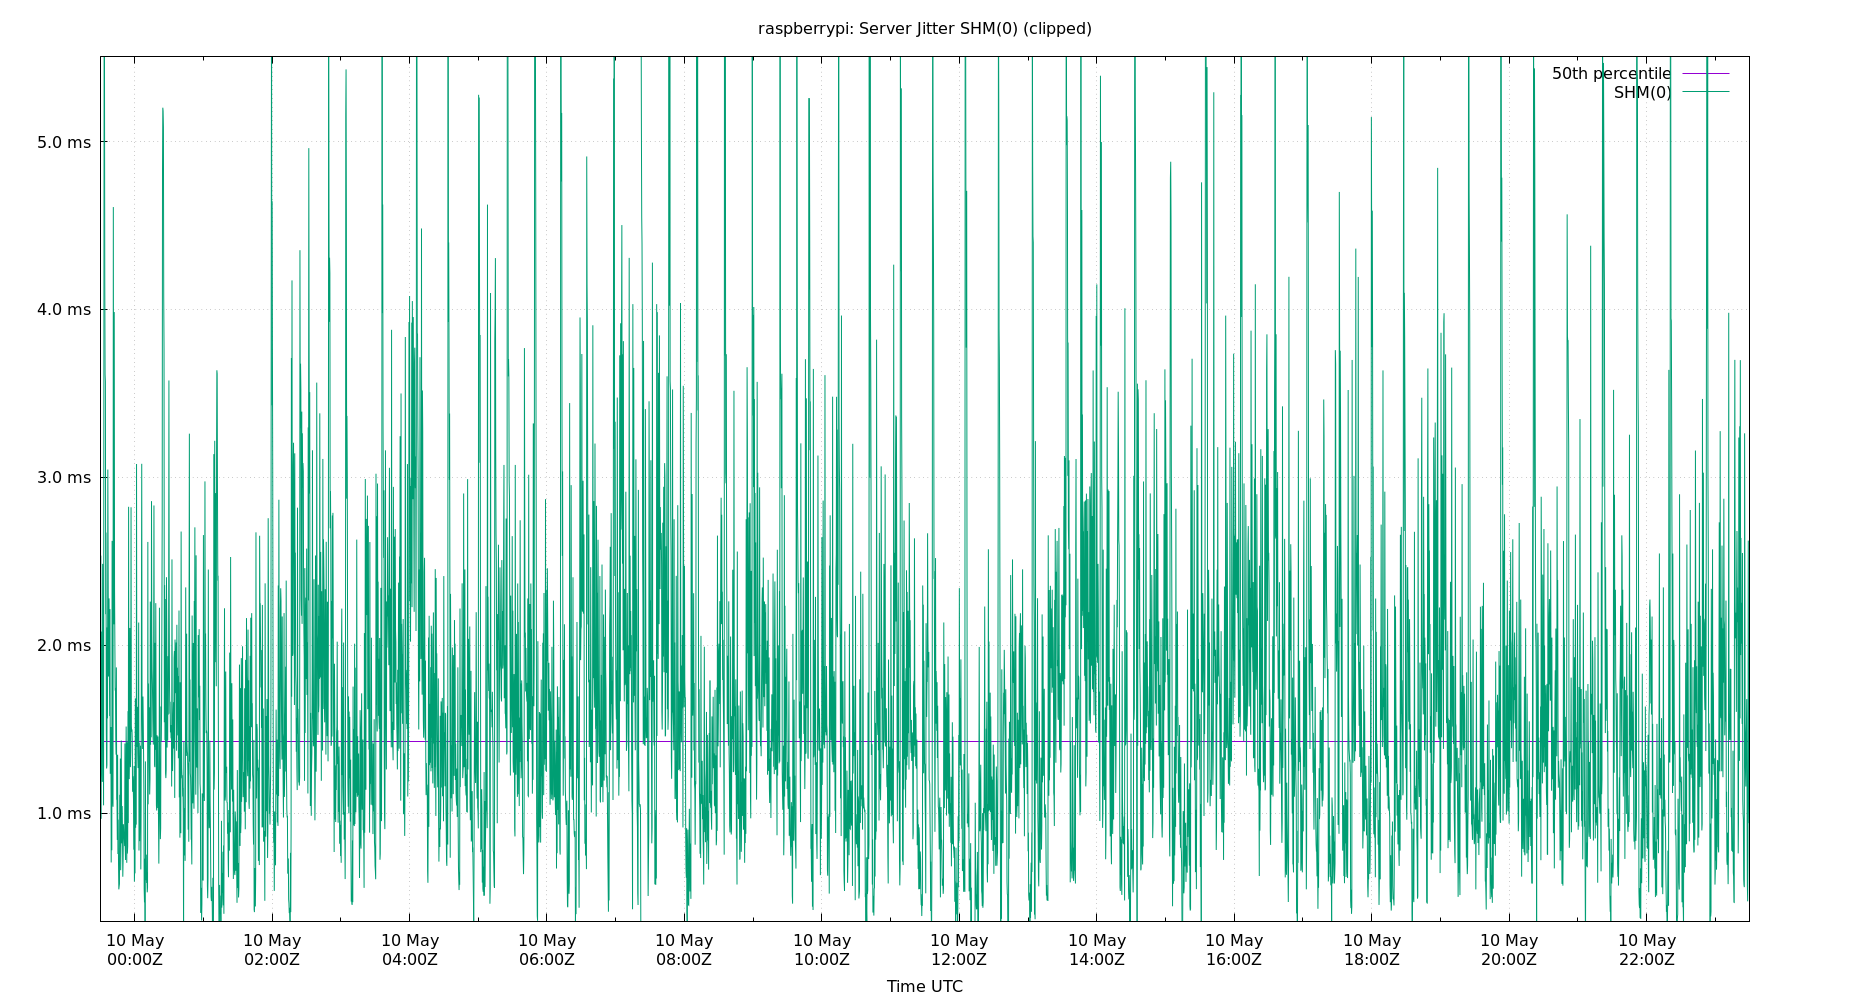 raspberrypi: Server Jitter SHM(0) (clipped)
50th percentile
SHM(0)
5.0 ms
4.0 ms
3.0 ms
2.0 ms
1.0 ms
10 May 10 May 10 May 10 May 10 May 10 May 10 May 10 May 10 May 10 May 10 May 10 May
00:00Z 02:00Z 04:00Z 06:00Z 08:00Z 10:00Z 12:00Z 14:00Z 16:00Z 18:00Z 20:00Z 22:00Z
Time UTC